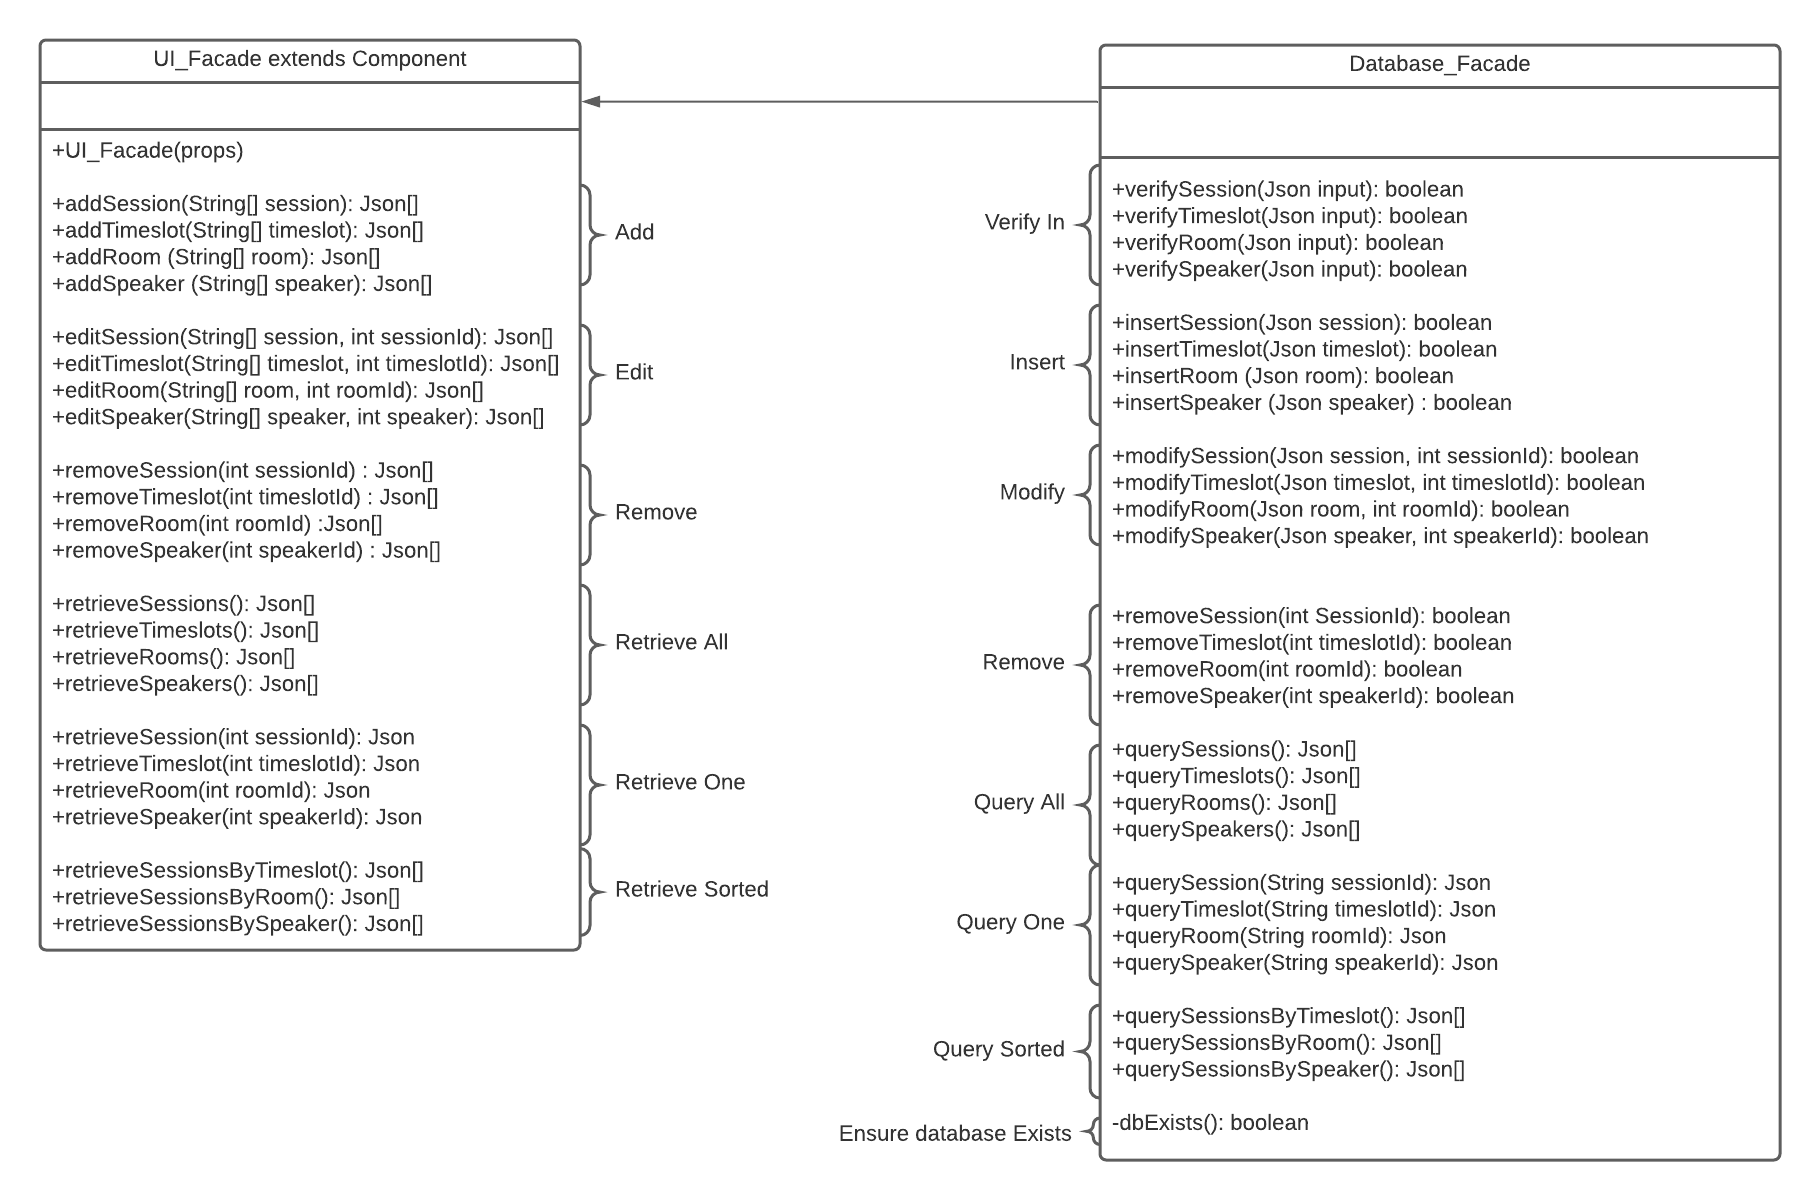 UI_Facade extends Component
+UI_Facade(props)
+addSession(String[] session): Json[]
+addTimeslot(String[] timeslot): Json[]
+addRoom (String[] room): Json[]
+addSpeaker (String[] speaker): Json[]
Add
+editSession(String[] session, int sessionId): Json[]
+editTimeslot(String[] timeslot, int timeslotId): Json[]
+editRoom(String[] room, int roomId): Json[]
+editSpeaker(String[] speaker, int speaker): Json[]
Edit
+removeSession(int sessionId) : Json[]
+removeTimeslot(int timeslotId) : Json[]
+removeRoom(int roomId) :Json[]
+removeSpeaker(int speakerId) : Json[]
Remove
+retrieveSessions(): Json[]
+retrieveTimeslots(): Json[]
+retrieveRooms(): Json[]
+retrieveSpeakers(): Json[]
Retrieve All
+retrieveSession(int sessionId): Json
+retrieveTimeslot(int timeslotId): Json
+retrieveRoom(int roomId): Json
+retrieveSpeaker(int speakerId): Json
Retrieve One
+retrieveSessionsByTimeslot(): Json[]
+retrieveSessionsByRoom(): Json[]
+retrieveSessionsBySpeaker(): Json[]
Retrieve Sorted
Database_Facade
Verify In
+verifySession(Json input): boolean
+verifyTimeslot(Json input): boolean
+verifyRoom(Json input): boolean
+verifySpeaker(Json input): boolean
Insert
+insertSession(Json session): boolean
+insertTimeslot(Json timeslot): boolean
+insertRoom (Json room): boolean
+insertSpeaker (Json speaker) : boolean
Modify
+modifySession(Json session, int sessionId): boolean
+modifyTimeslot(Json timeslot, int timeslotId): boolean
+modifyRoom(Json room, int roomId): boolean
+modifySpeaker(Json speaker, int speakerId): boolean
Remove
+removeSession(int SessionId): boolean
+removeTimeslot(int timeslotId): boolean
+removeRoom(int roomId): boolean
+removeSpeaker(int speakerId): boolean
Query All
+querySessions(): Json[]
+queryTimeslots(): Json[]
+queryRooms(): Json[]
+querySpeakers(): Json[]
Query One
+querySession(String sessionId): Json
+queryTimeslot(String timeslotId): Json
+queryRoom(String roomId): Json
+querySpeaker(String speakerId): Json
Query Sorted
+querySessionsByTimeslot(): Json[]
+querySessionsByRoom(): Json[]
+querySessionsBySpeaker(): Json[]
Ensure database Exists
-dbExists(): boolean